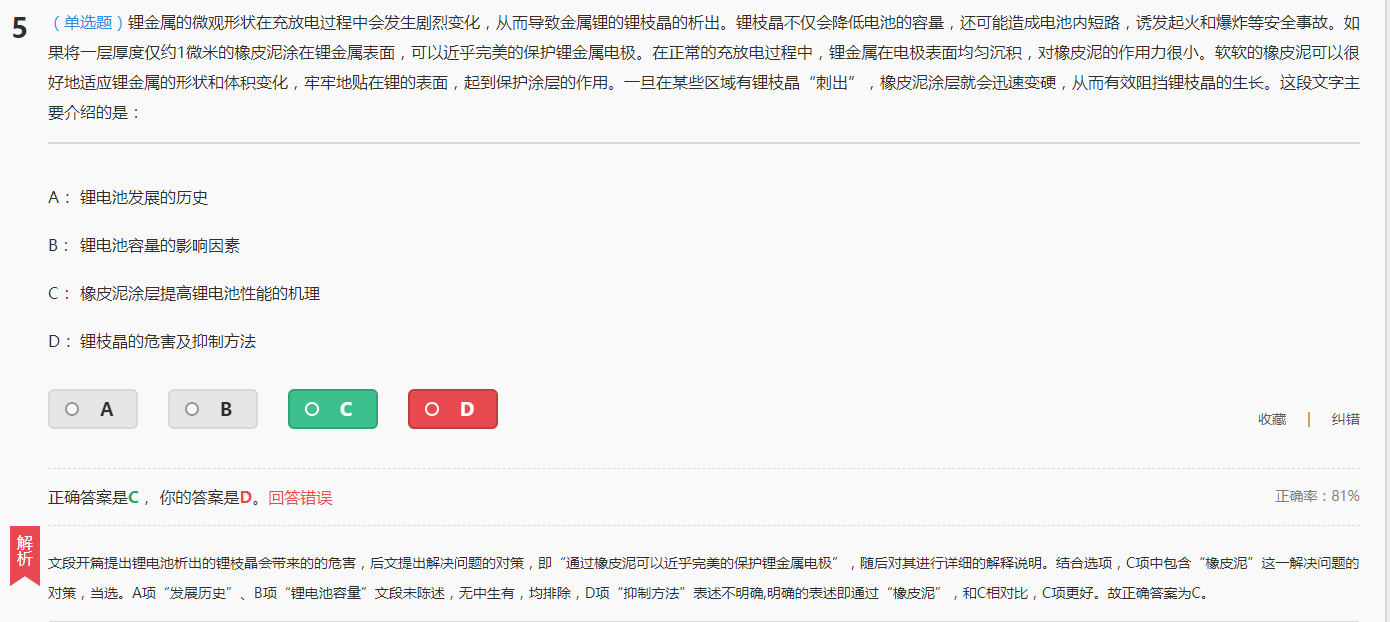 5 （单选题）锂金属的微观形状在充放电过程中会发生剧烈变化，从而导致金属锂的锂枝晶的析出。锂枝晶不仅会降低电池的容量，还可能造成电池内短路，诱发起火和爆炸等安全事故。如
果将一层厚度仅约1微米的橡皮泥涂在锂金属表面，可以近乎完美的保护锂金属电极。在正常的充放电过程中，锂金属在电极表面均匀沉积，对橡皮泥的作用力很小。软软的橡皮泥可以很
好地适应锂金属的形状和体积变化，牢牢地贴在锂的表面，起到保护涂层的作用。一旦在某些区域有锂枝晶“刺出”，橡皮泥涂层就会迅速变硬，从而有效阻挡锂枝晶的生长。这段文字主
要介绍的是：
A： 锂电池发展的历史
B： 锂电池容量的影响因素
C： 橡皮泥涂层提高锂电池性能的机理
D： 锂枝晶的危害及抑制方法
A B C D
收藏 | 纠错
正确答案是C， 你的答案是D。回答错误
正确率：81%
解析
文段开篇提出锂电池析出的锂枝晶会带来的的危害，后文提出解决问题的对策，即“通过橡皮泥可以近乎完美的保护锂金属电极”，随后对其进行详细的解释说明。结合选项，C项中包含“橡皮泥”这一解决问题的
对策，当选。A项“发展历史”、B项“锂电池容量”文段未陈述，无中生有，均排除，D项“抑制方法”表述不明确,明确的表述即通过“橡皮泥”，和C相对比，C项更好。故正确答案为C。